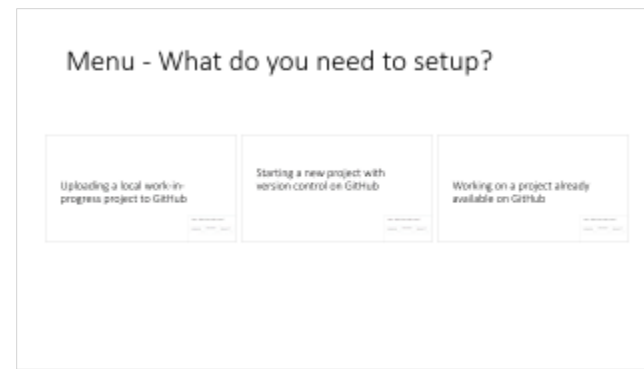 Menu - What do you need to setup?
Uploading a local work-in-
progress project to GitHub
Starting a new project with
version control on GitHub
Working on a project already
available on GitHub